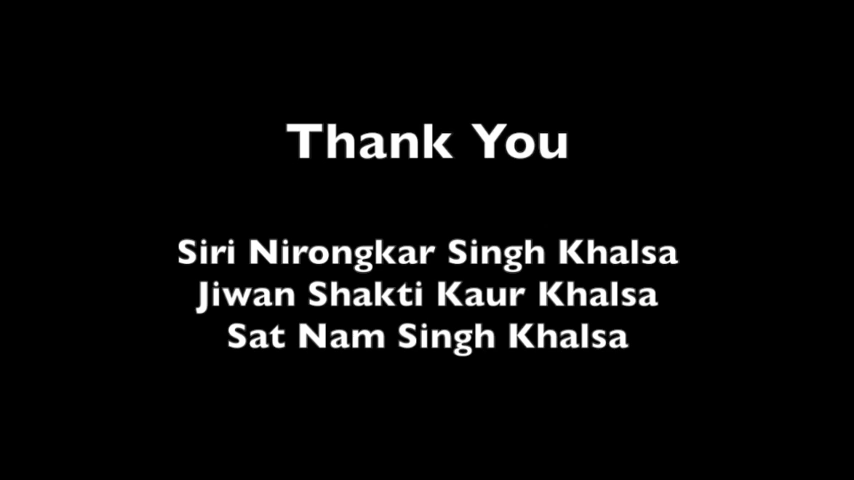 Thank You
Siri Nirongkar Singh Khalsa
Jiwan Shakti Kaur Khalsa
Sat Nam Singh Khalsa